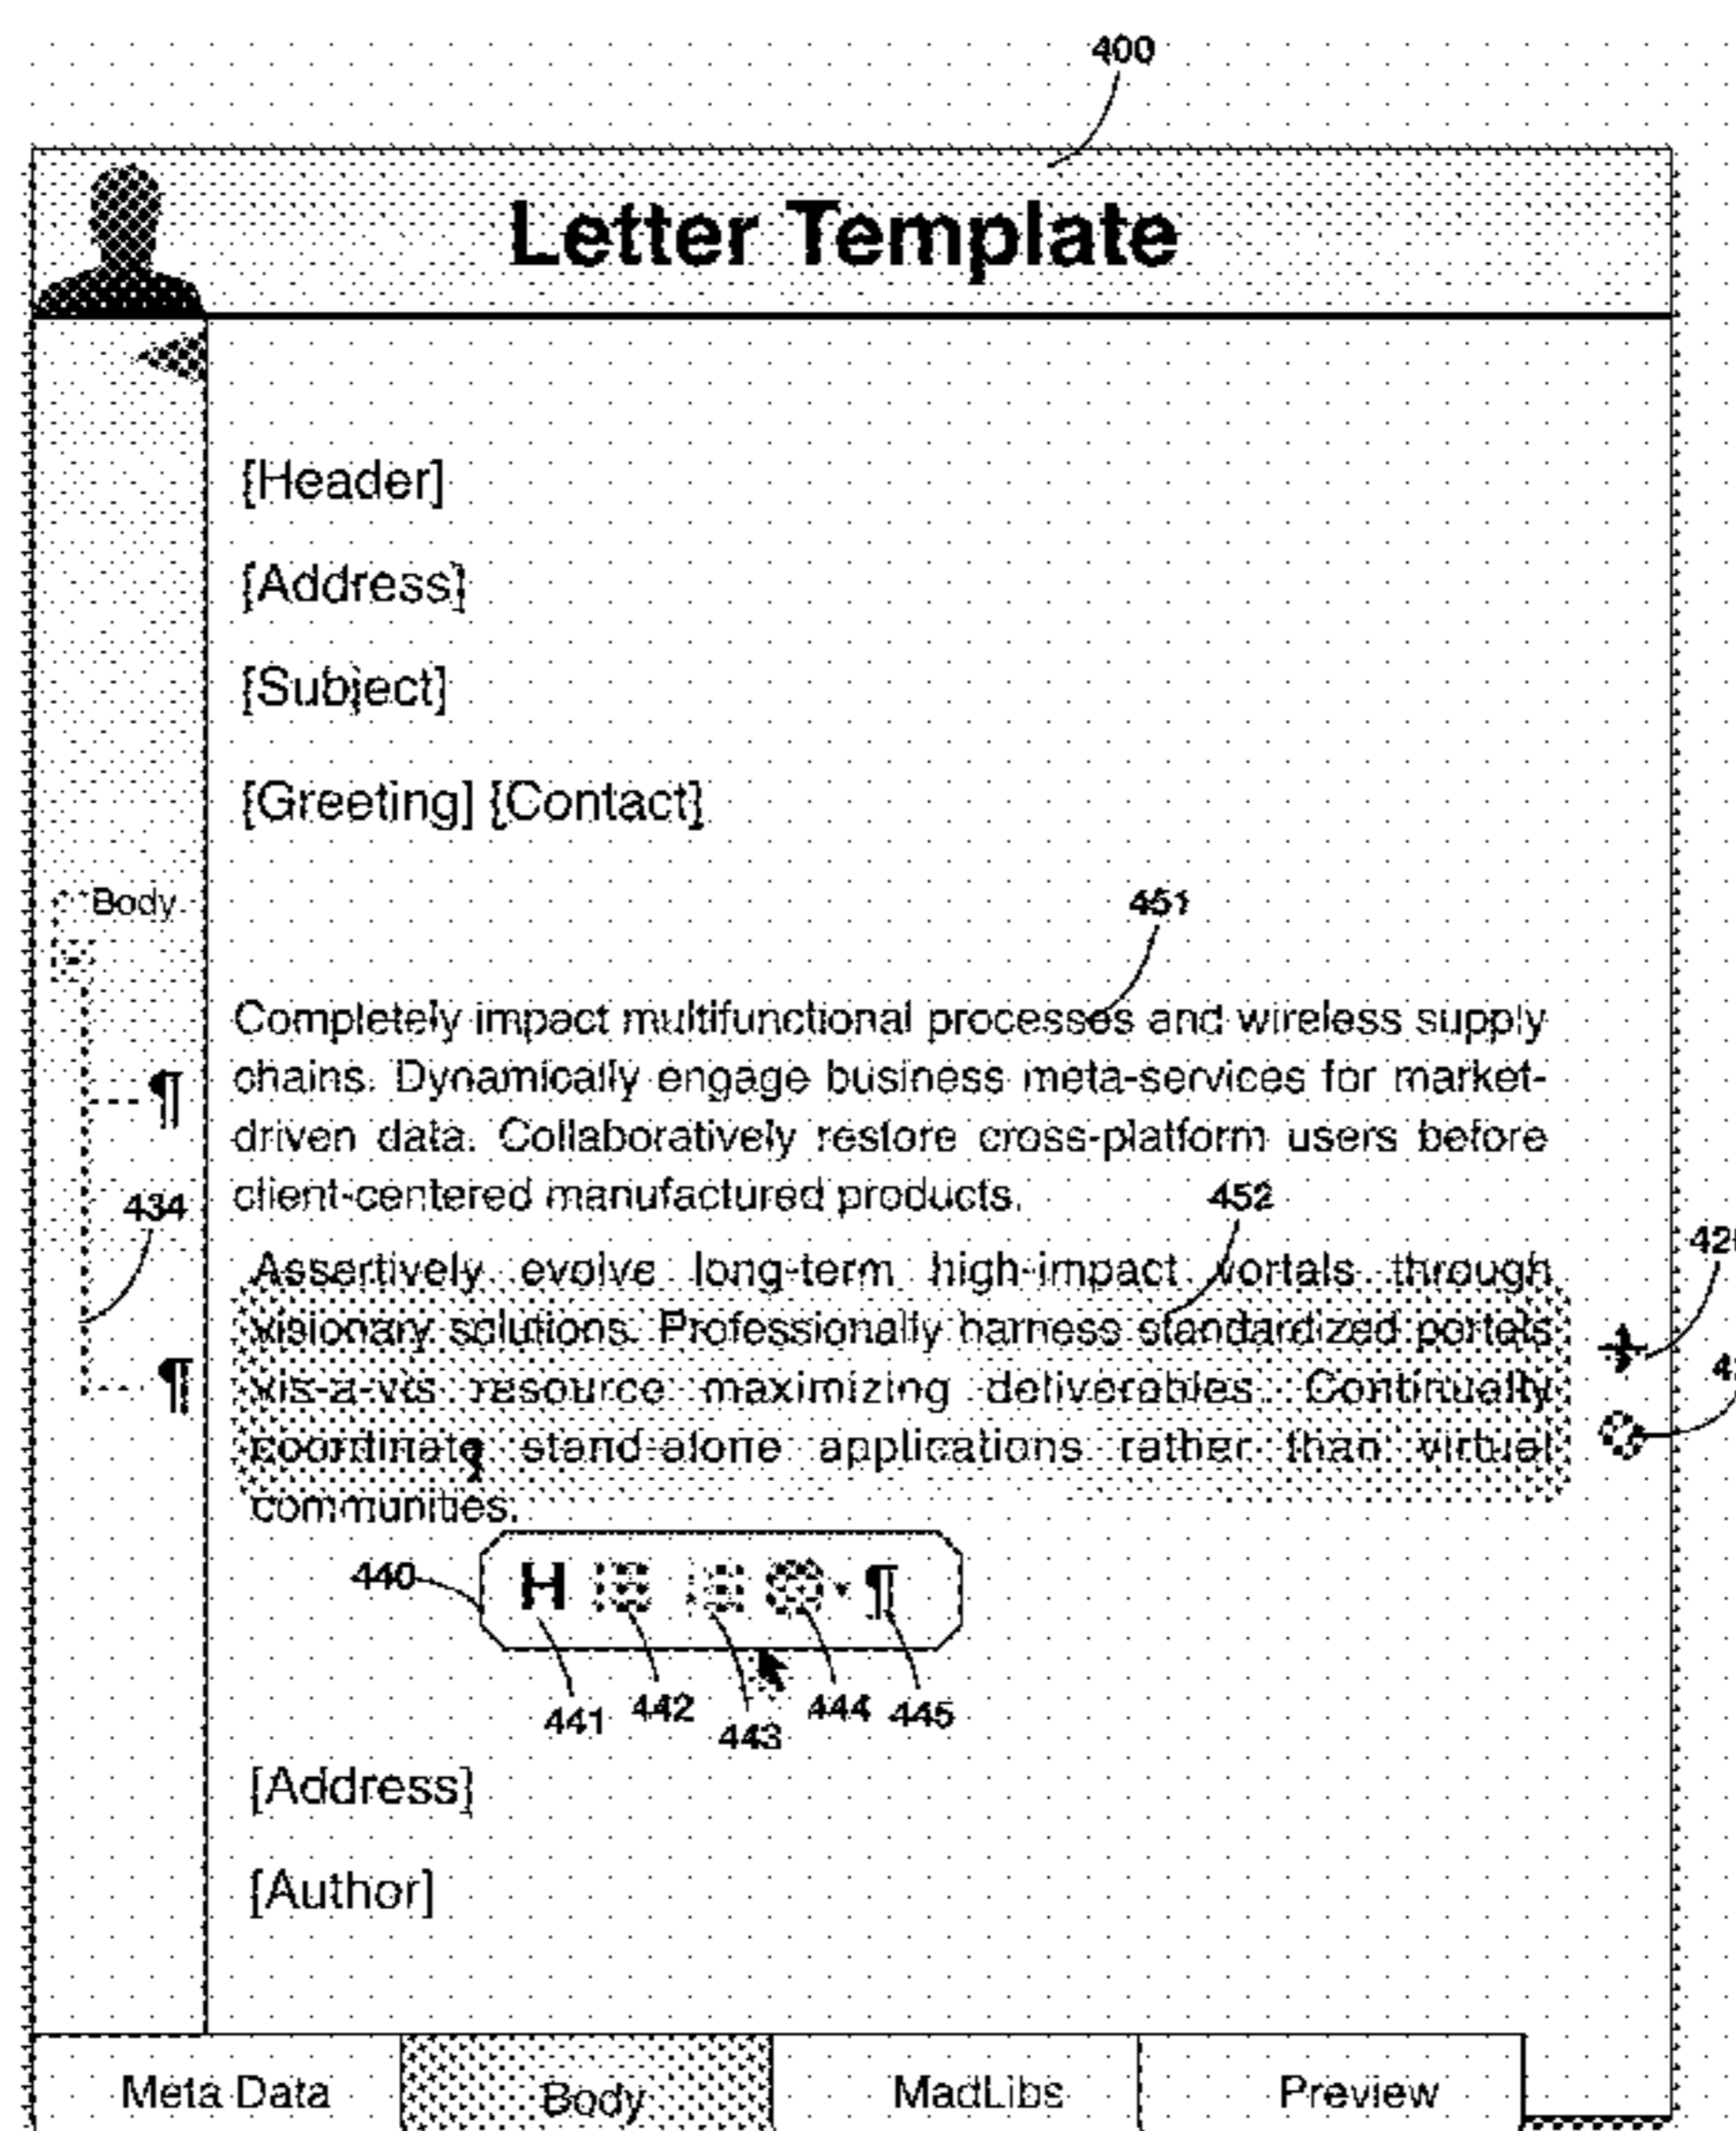 400
Letter Template
[Header]
[Address]
[Subject]
[Greeting] [Contact]
Body
451
Completely impact multifunctional processes and wireless supply
chains. Dynamically engage business meta-services for market-
driven data. Collaboratively restore cross-platform users before
client-centered manufactured products.
434
452
Assertively evolve long-term high-impact vortals through
visionary solutions. Professionally harness standardized portals
vis-a-vis resource maximizing deliverables. Continually
coordinate stand-alone applications rather than virtual
communities.
¶
¶
440
H ¶
441 442 443 444 445
[Address]
[Author]
Meta Data Body MadLibs Preview